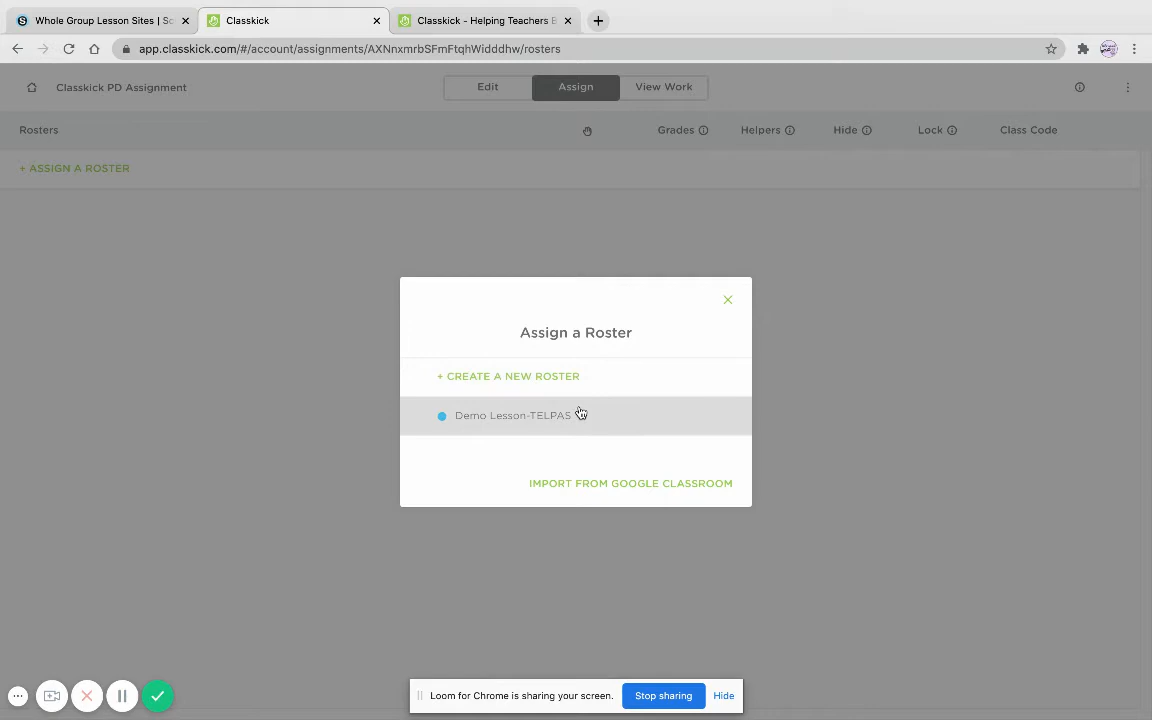 Whole Group Lesson Sites | Sc
Classkick
Classkick - Helping Teachers E
app.classkick.com/#/account/assignments/AXNnxmrbSFmFtqhWidddhw/rosters
Classkick PD Assignment
Edit
Assign
View Work
Rosters
Grades
Helpers
Hide
Lock
Class Code
+ ASSIGN A ROSTER
Assign a Roster
+ CREATE A NEW ROSTER
Demo Lesson-TELPAS
IMPORT FROM GOOGLE CLASSROOM
Loom for Chrome is sharing your screen.
Stop sharing
Hide